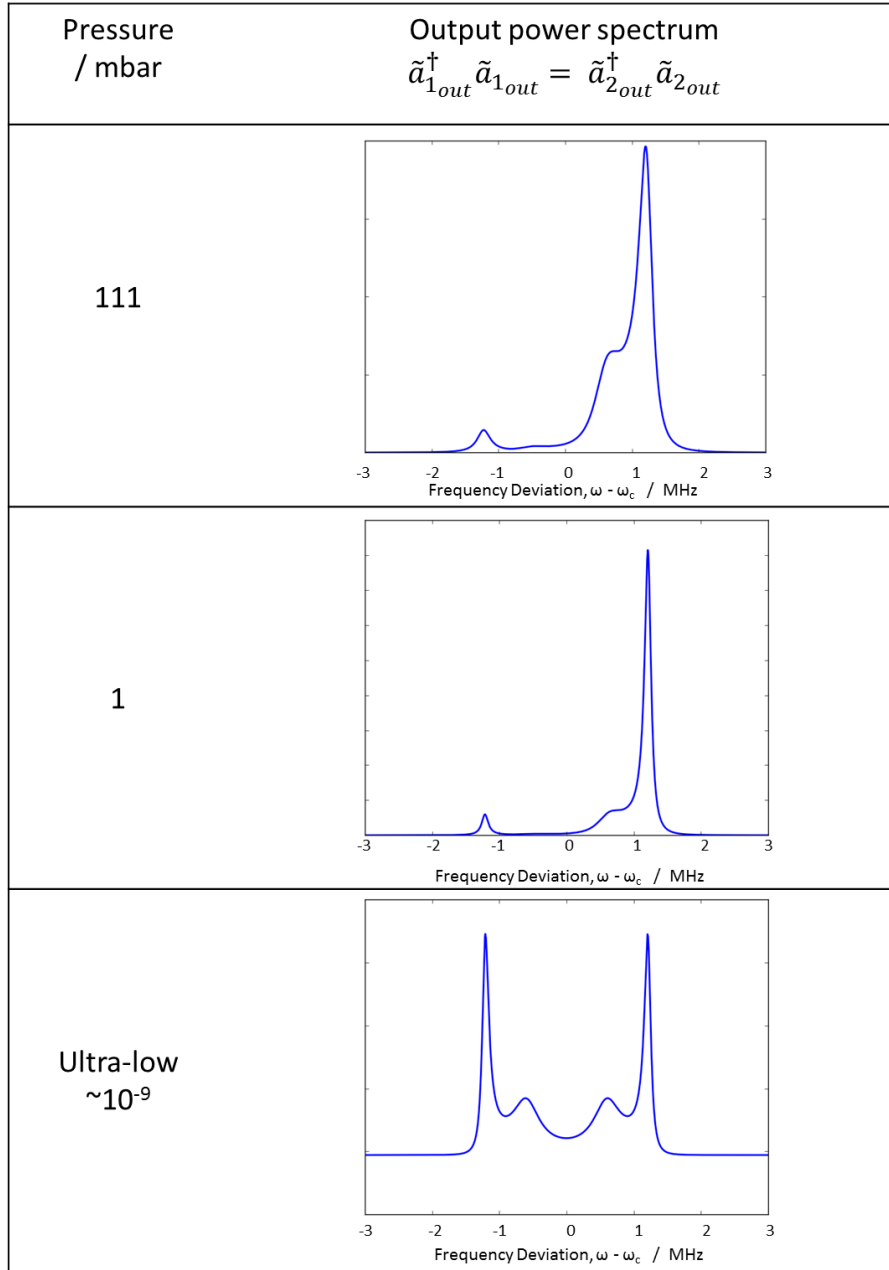 Pressure
/ mbar
Output power spectrum
ã†₁ₒᵤₜ ã₁ₒᵤₜ = ã†₂ₒᵤₜ ã₂ₒᵤₜ
111
-3 -2 -1 0 1 2 3
Frequency Deviation, ω - ωc / MHz
1
-3 -2 -1 0 1 2 3
Frequency Deviation, ω - ωc / MHz
Ultra-low
~10⁻⁹
-3 -2 -1 0 1 2 3
Frequency Deviation, ω - ωc / MHz